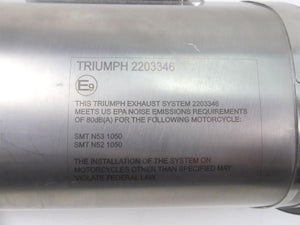 TRIUMPH 2203346
E9
THIS TRIUMPH EXHAUST SYSTEM 2203346
MEETS US EPA NOISE EMISSIONS REQUIREMENTS
OF 80dB(A) FOR THE FOLLOWING MOTORCYCLE:
SMT N53 1050
SMT N52 1050
THE INSTALLATION OF THE SYSTEM ON
MOTORCYCLES OTHER THAN SPECIFIED MAY
VIOLATE FEDERAL LAW.